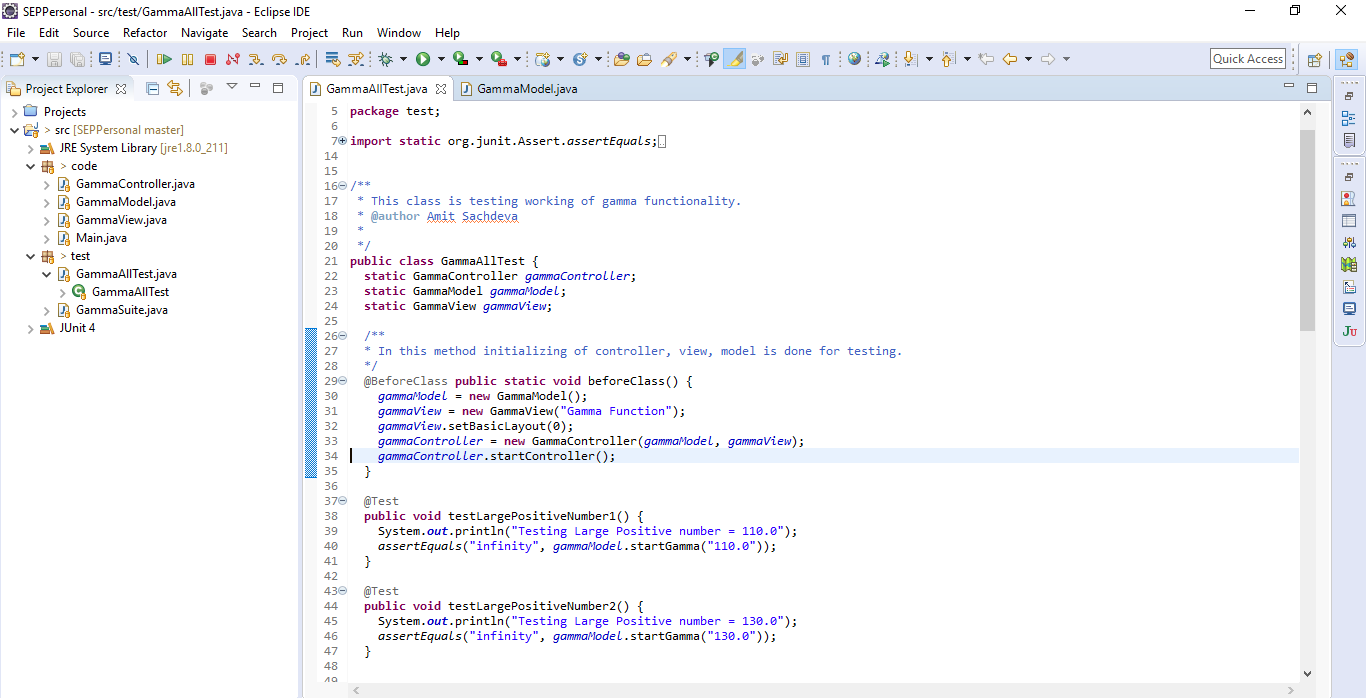 SEPPersonal - src/test/GammaAllTest.java - Eclipse IDE
File Edit Source Refactor Navigate Search Project Run Window Help
Quick Access
Project Explorer
Projects
> src [SEPPersonal master]
JRE System Library [jre1.8.0_211]
> code
GammaController.java
GammaModel.java
GammaView.java
Main.java
> test
GammaAllTest.java
GammaAllTest
GammaSuite.java
JUnit 4
GammaAllTest.java GammaModel.java
5 package test;
6
7 import static org.junit.Assert.assertEquals;
14
15
16 /**
17 * This class is testing working of gamma functionality.
18 * @author Amit Sachdeva
19 *
20 */
21 public class GammaAllTest {
22 static GammaController gammaController;
23 static GammaModel gammaModel;
24 static GammaView gammaView;
25
26 /**
27 * In this method initializing of controller, view, model is done for testing.
28 */
29 @BeforeClass public static void beforeClass() {
30 gammaModel = new GammaModel();
31 gammaView = new GammaView("Gamma Function");
32 gammaView.setBasicLayout(0);
33 gammaController = new GammaController(gammaModel, gammaView);
34 gammaController.startController();
35 }
36
37 @Test
38 public void testLargePositiveNumber1() {
39 System.out.println("Testing Large Positive number = 110.0");
40 assertEquals("infinity", gammaModel.startGamma("110.0"));
41 }
42
43 @Test
44 public void testLargePositiveNumber2() {
45 System.out.println("Testing Large Positive number = 130.0");
46 assertEquals("infinity", gammaModel.startGamma("130.0"));
47 }
48
49
Ju